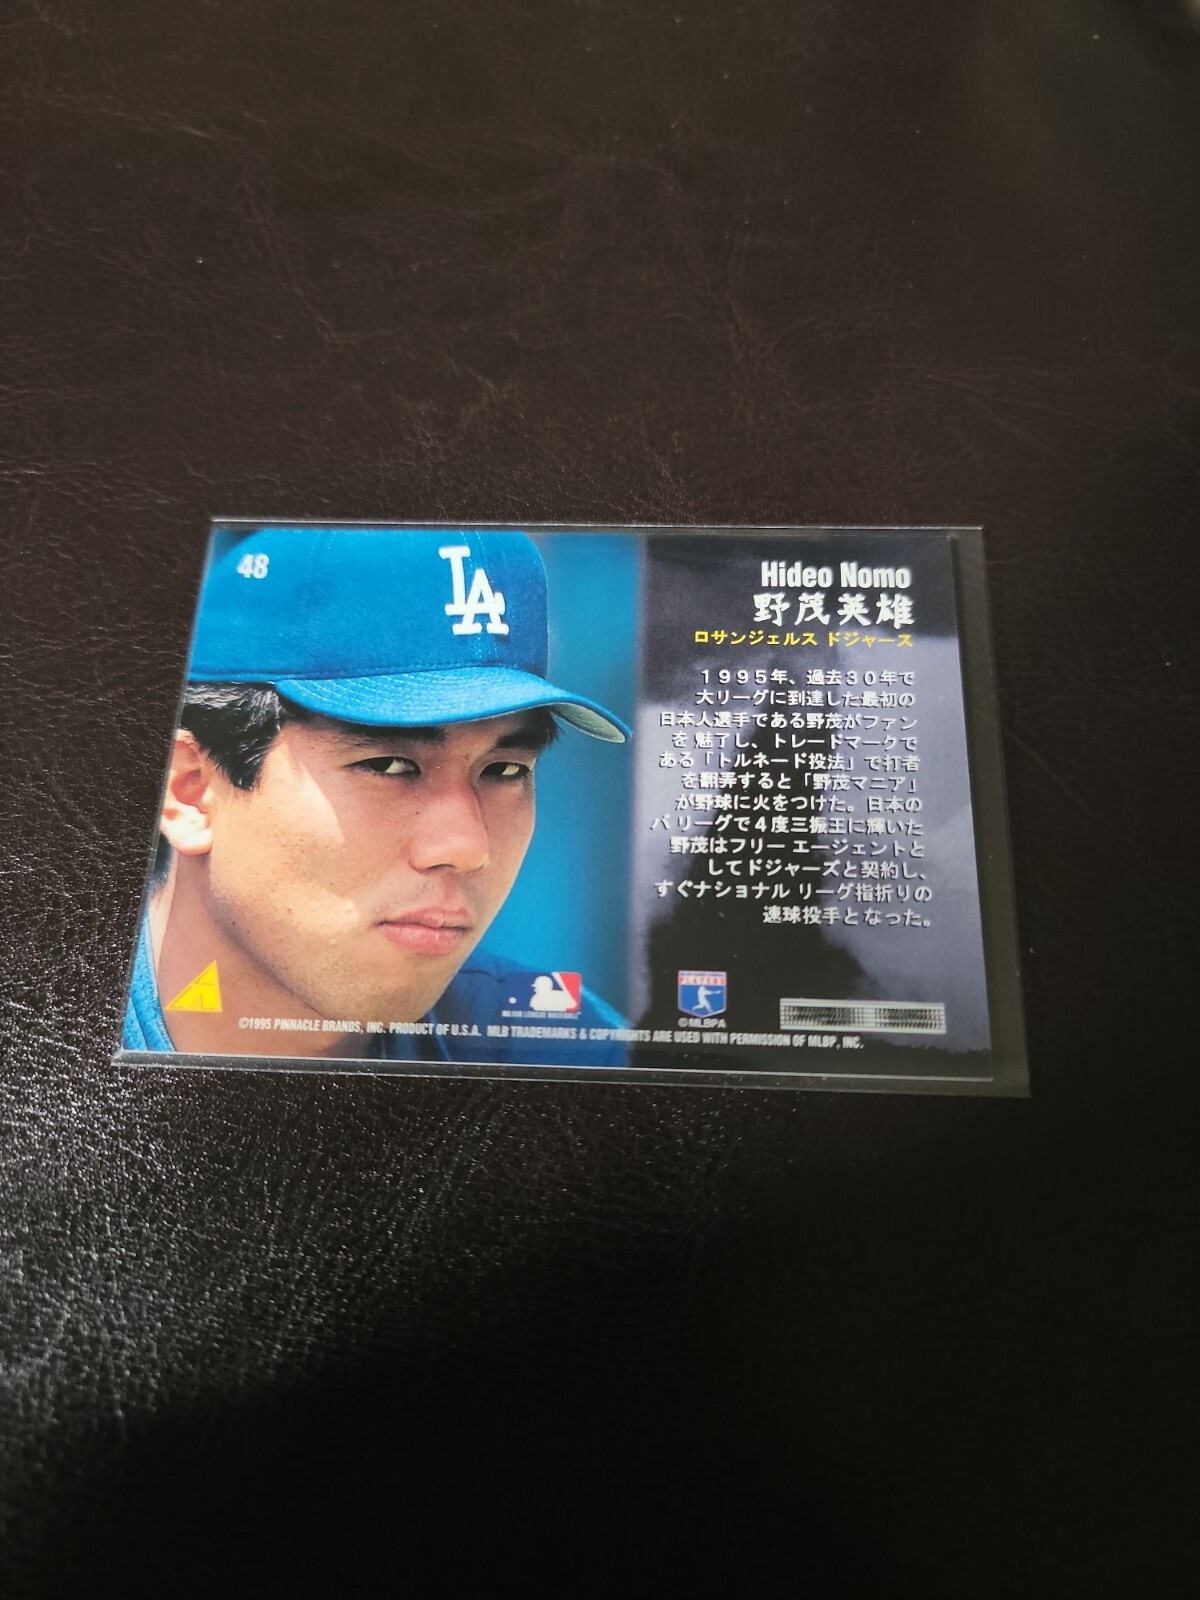 48
LA
Hideo Nomo
野茂英雄
ロサンジェルス ドジャース
1995年、過去30年で
大リーグに到達した最初の
日本人選手である野茂がファン
を 魅了し、トレードマークで
ある「トルネード投法」で打者
を翻弄すると「野茂マニア」
が野球に火をつけた。日本の
パ リーグで4度三振王に輝いた
野茂はフリー エージェントと
してドジャーズと契約し、
すぐナショナル リーグ指折りの
速球投手となった。
MAJOR LEAGUE BASEBALL
PLAYERS
©MLBPA
©1995 PINNACLE BRANDS, INC. PRODUCT OF U.S.A. MLB TRADEMARKS & COPYRIGHTS ARE USED WITH PERMISSION OF MLBP, INC.